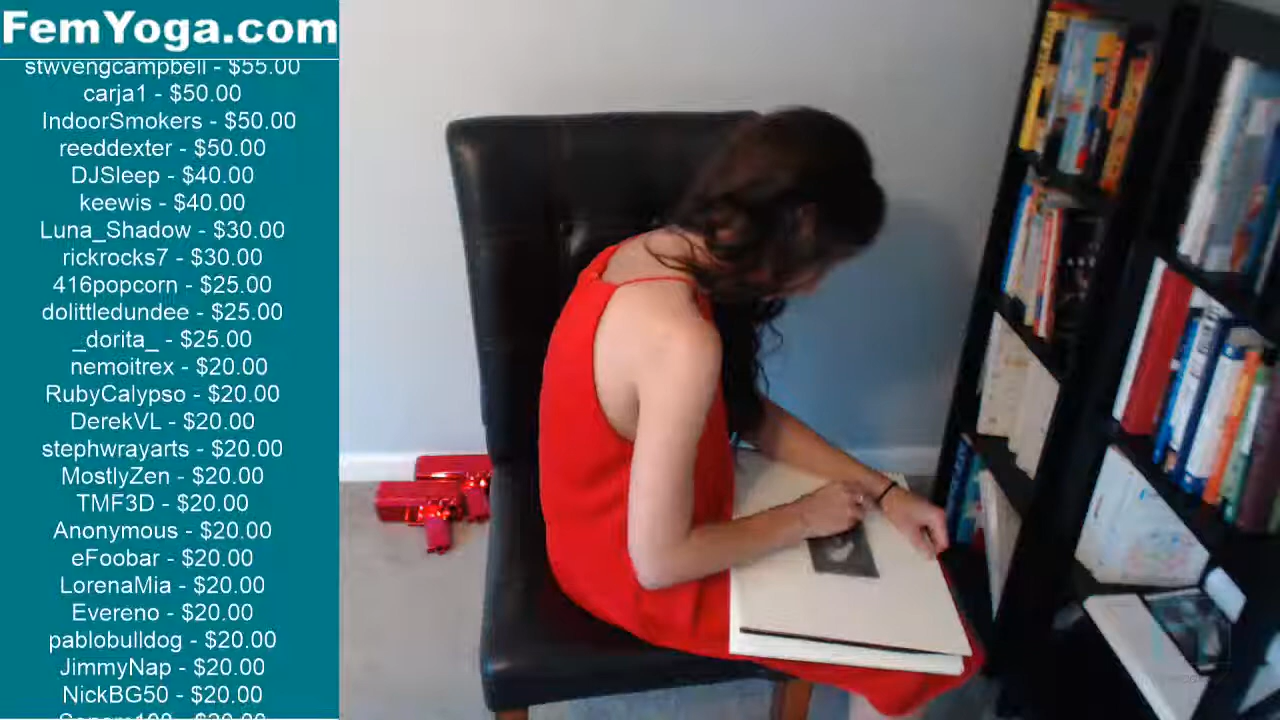 FemYoga.com
stwvengcampbell - $55.00
carja1 - $50.00
IndoorSmokers - $50.00
reeddexter - $50.00
DJSleep - $40.00
keewis - $40.00
Luna_Shadow - $30.00
rickrocks7 - $30.00
416popcorn - $25.00
dolittledundee - $25.00
_dorita_ - $25.00
nemoitrex - $20.00
RubyCalypso - $20.00
DerekVL - $20.00
stephwrayarts - $20.00
MostlyZen - $20.00
TMF3D - $20.00
Anonymous - $20.00
eFoobar - $20.00
LorenaMia - $20.00
Evereno - $20.00
pablobulldog - $20.00
JimmyNap - $20.00
NickBG50 - $20.00